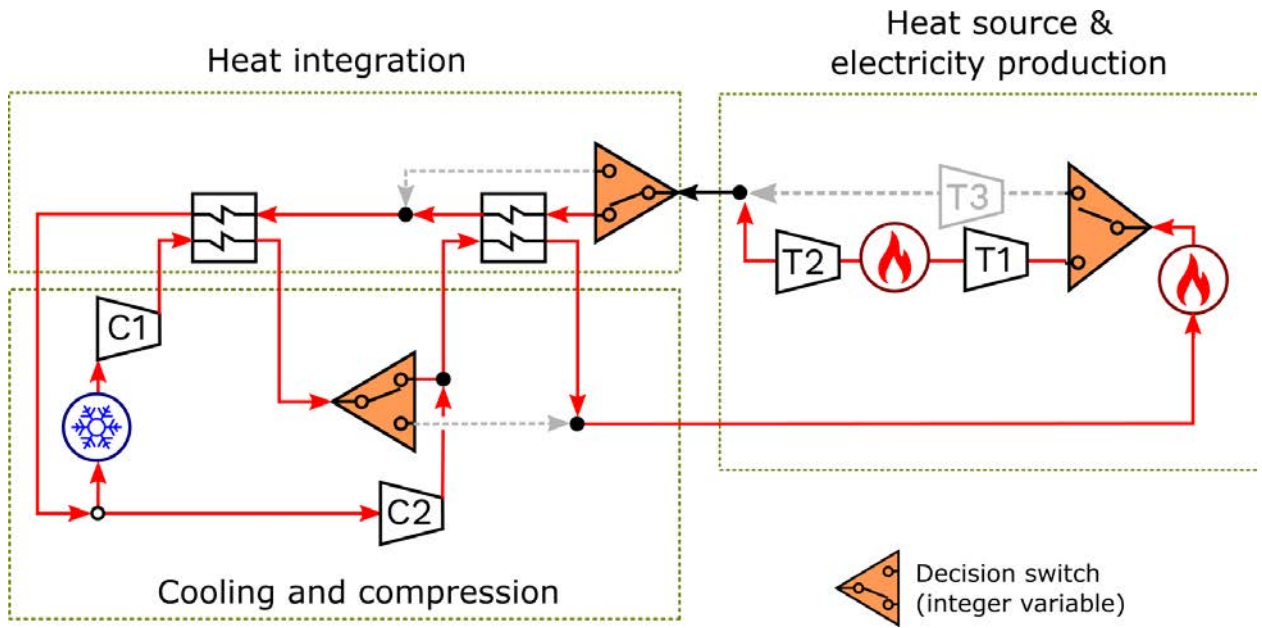 Heat integration
Heat source &
electricity production
T3
T2
T1
C1
C2
Cooling and compression
Decision switch
(integer variable)